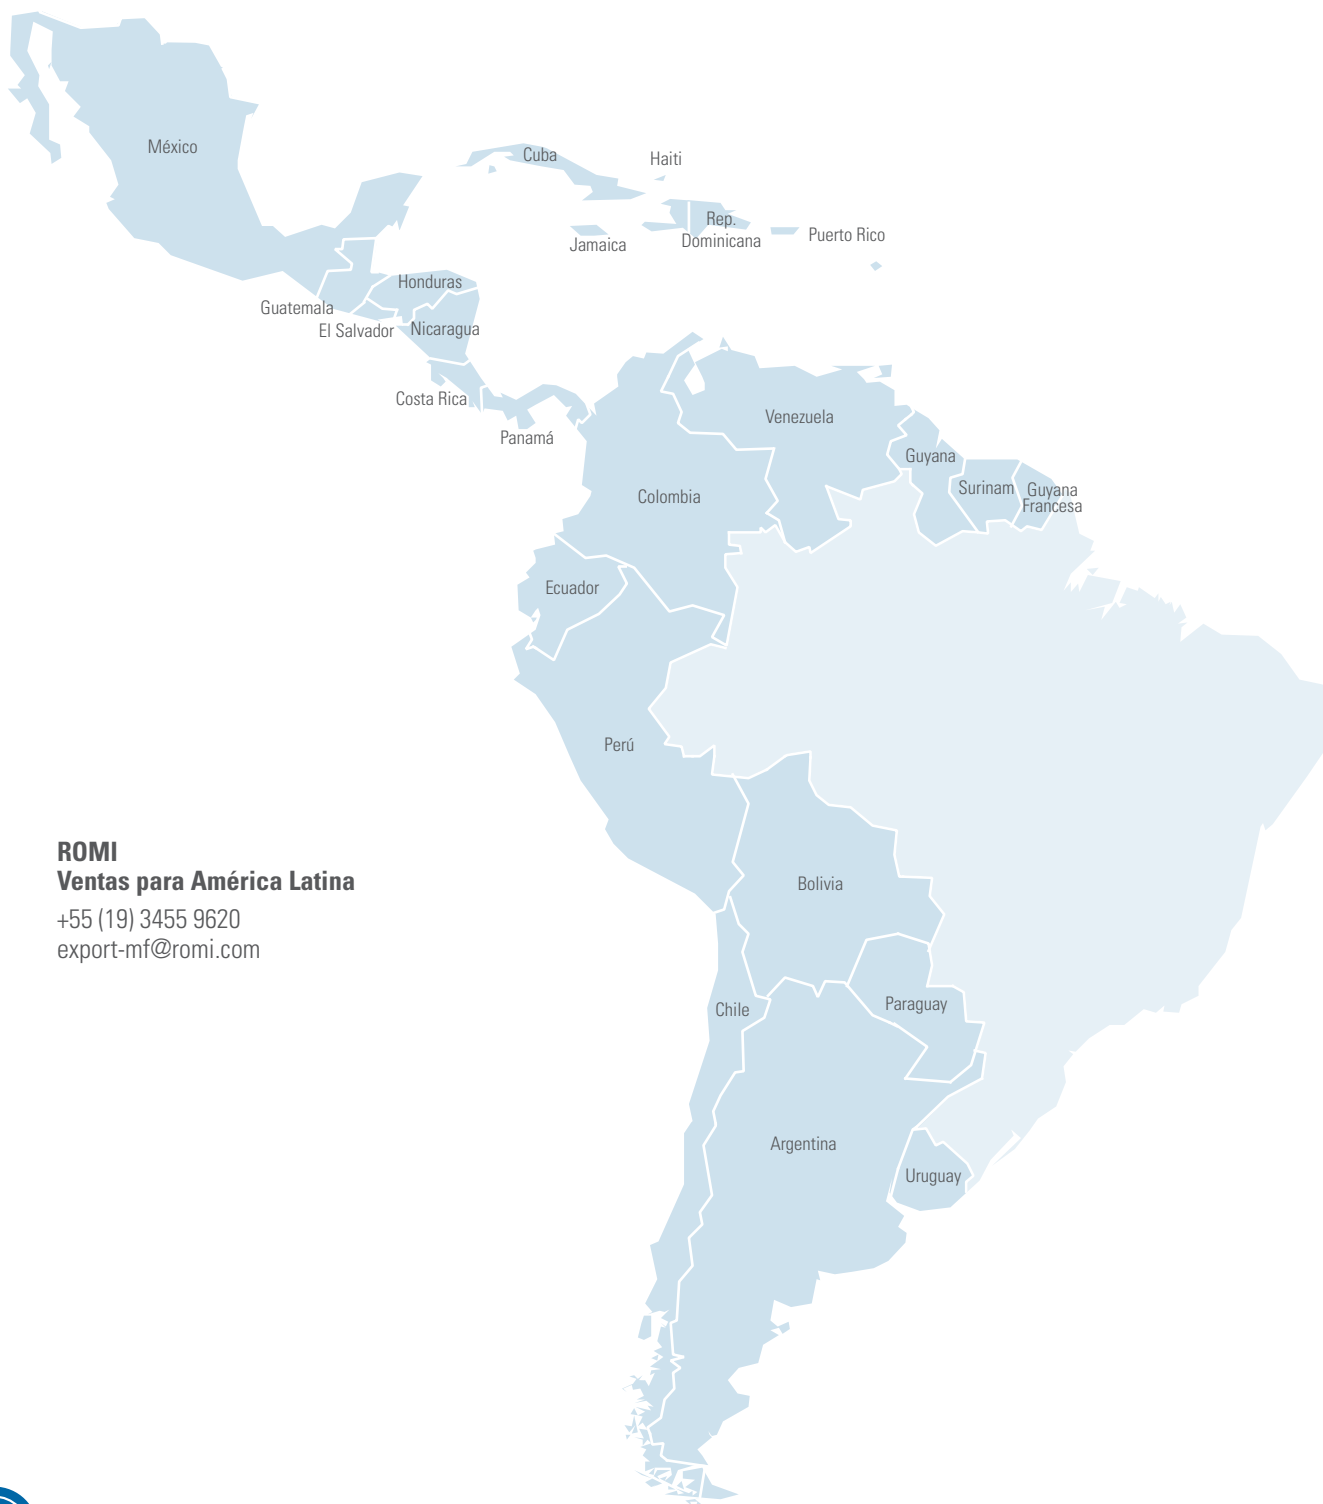 México
Cuba
Haiti
Rep.
Dominicana
Jamaica
Puerto Rico
Honduras
Guatemala
El Salvador
Nicaragua
Costa Rica
Panamá
Venezuela
Guyana
Surinam
Guyana
Francesa
Colombia
Ecuador
Perú
ROMI
Ventas para América Latina
+55 (19) 3455 9620
export-mf@romi.com
Bolivia
Chile
Paraguay
Argentina
Uruguay